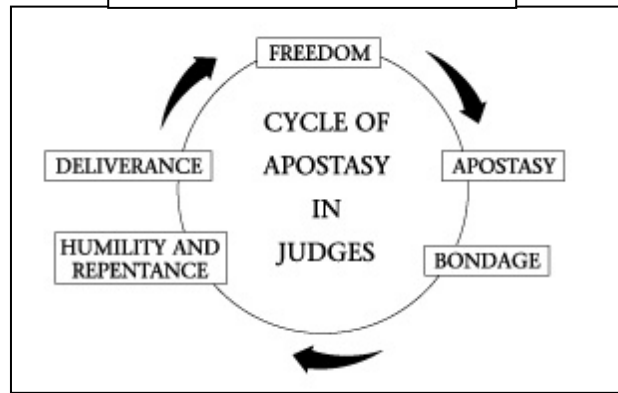 FREEDOM
CYCLE OF
APOSTASY
IN
JUDGES
APOSTASY
BONDAGE
HUMILITY AND
REPENTANCE
DELIVERANCE